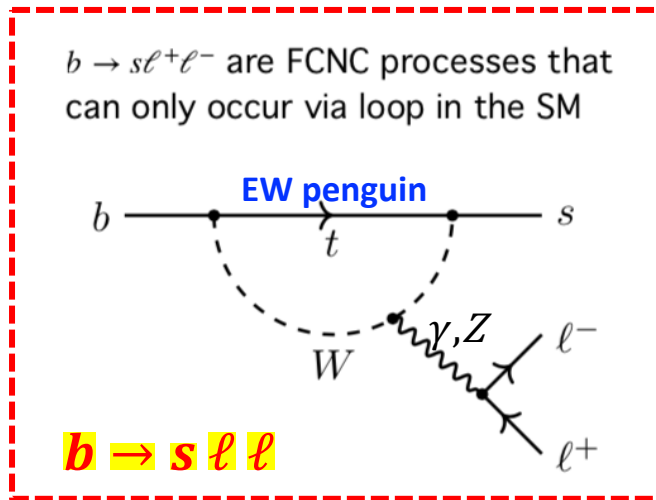 b → sℓ⁺ℓ⁻ are FCNC processes that
can only occur via loop in the SM
EW penguin
b
s
t
γ,Z
W
ℓ⁻
ℓ⁺
b → s ℓ ℓ